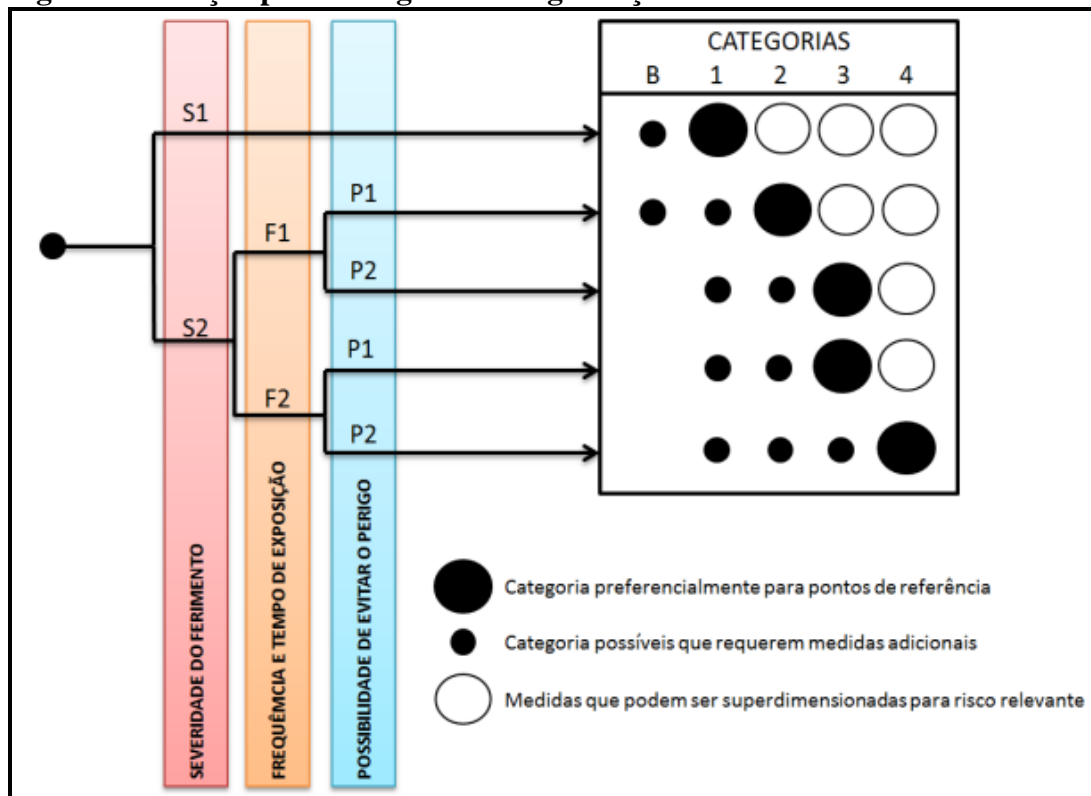 CATEGORIAS
B 1 2 3 4
S1
P1
F1
P2
S2
P1
F2
P2
SEVERIDADE DO FERIMENTO
FREQUÊMCIA E TEMPO DE EXPOSIÇÃO
POSSIBILIDADE DE EVITAR O PERIGO
Categoria preferencialmente para pontos de referência
Categoria possíveis que requerem medidas adicionais
Medidas que podem ser superdimensionadas para risco relevante